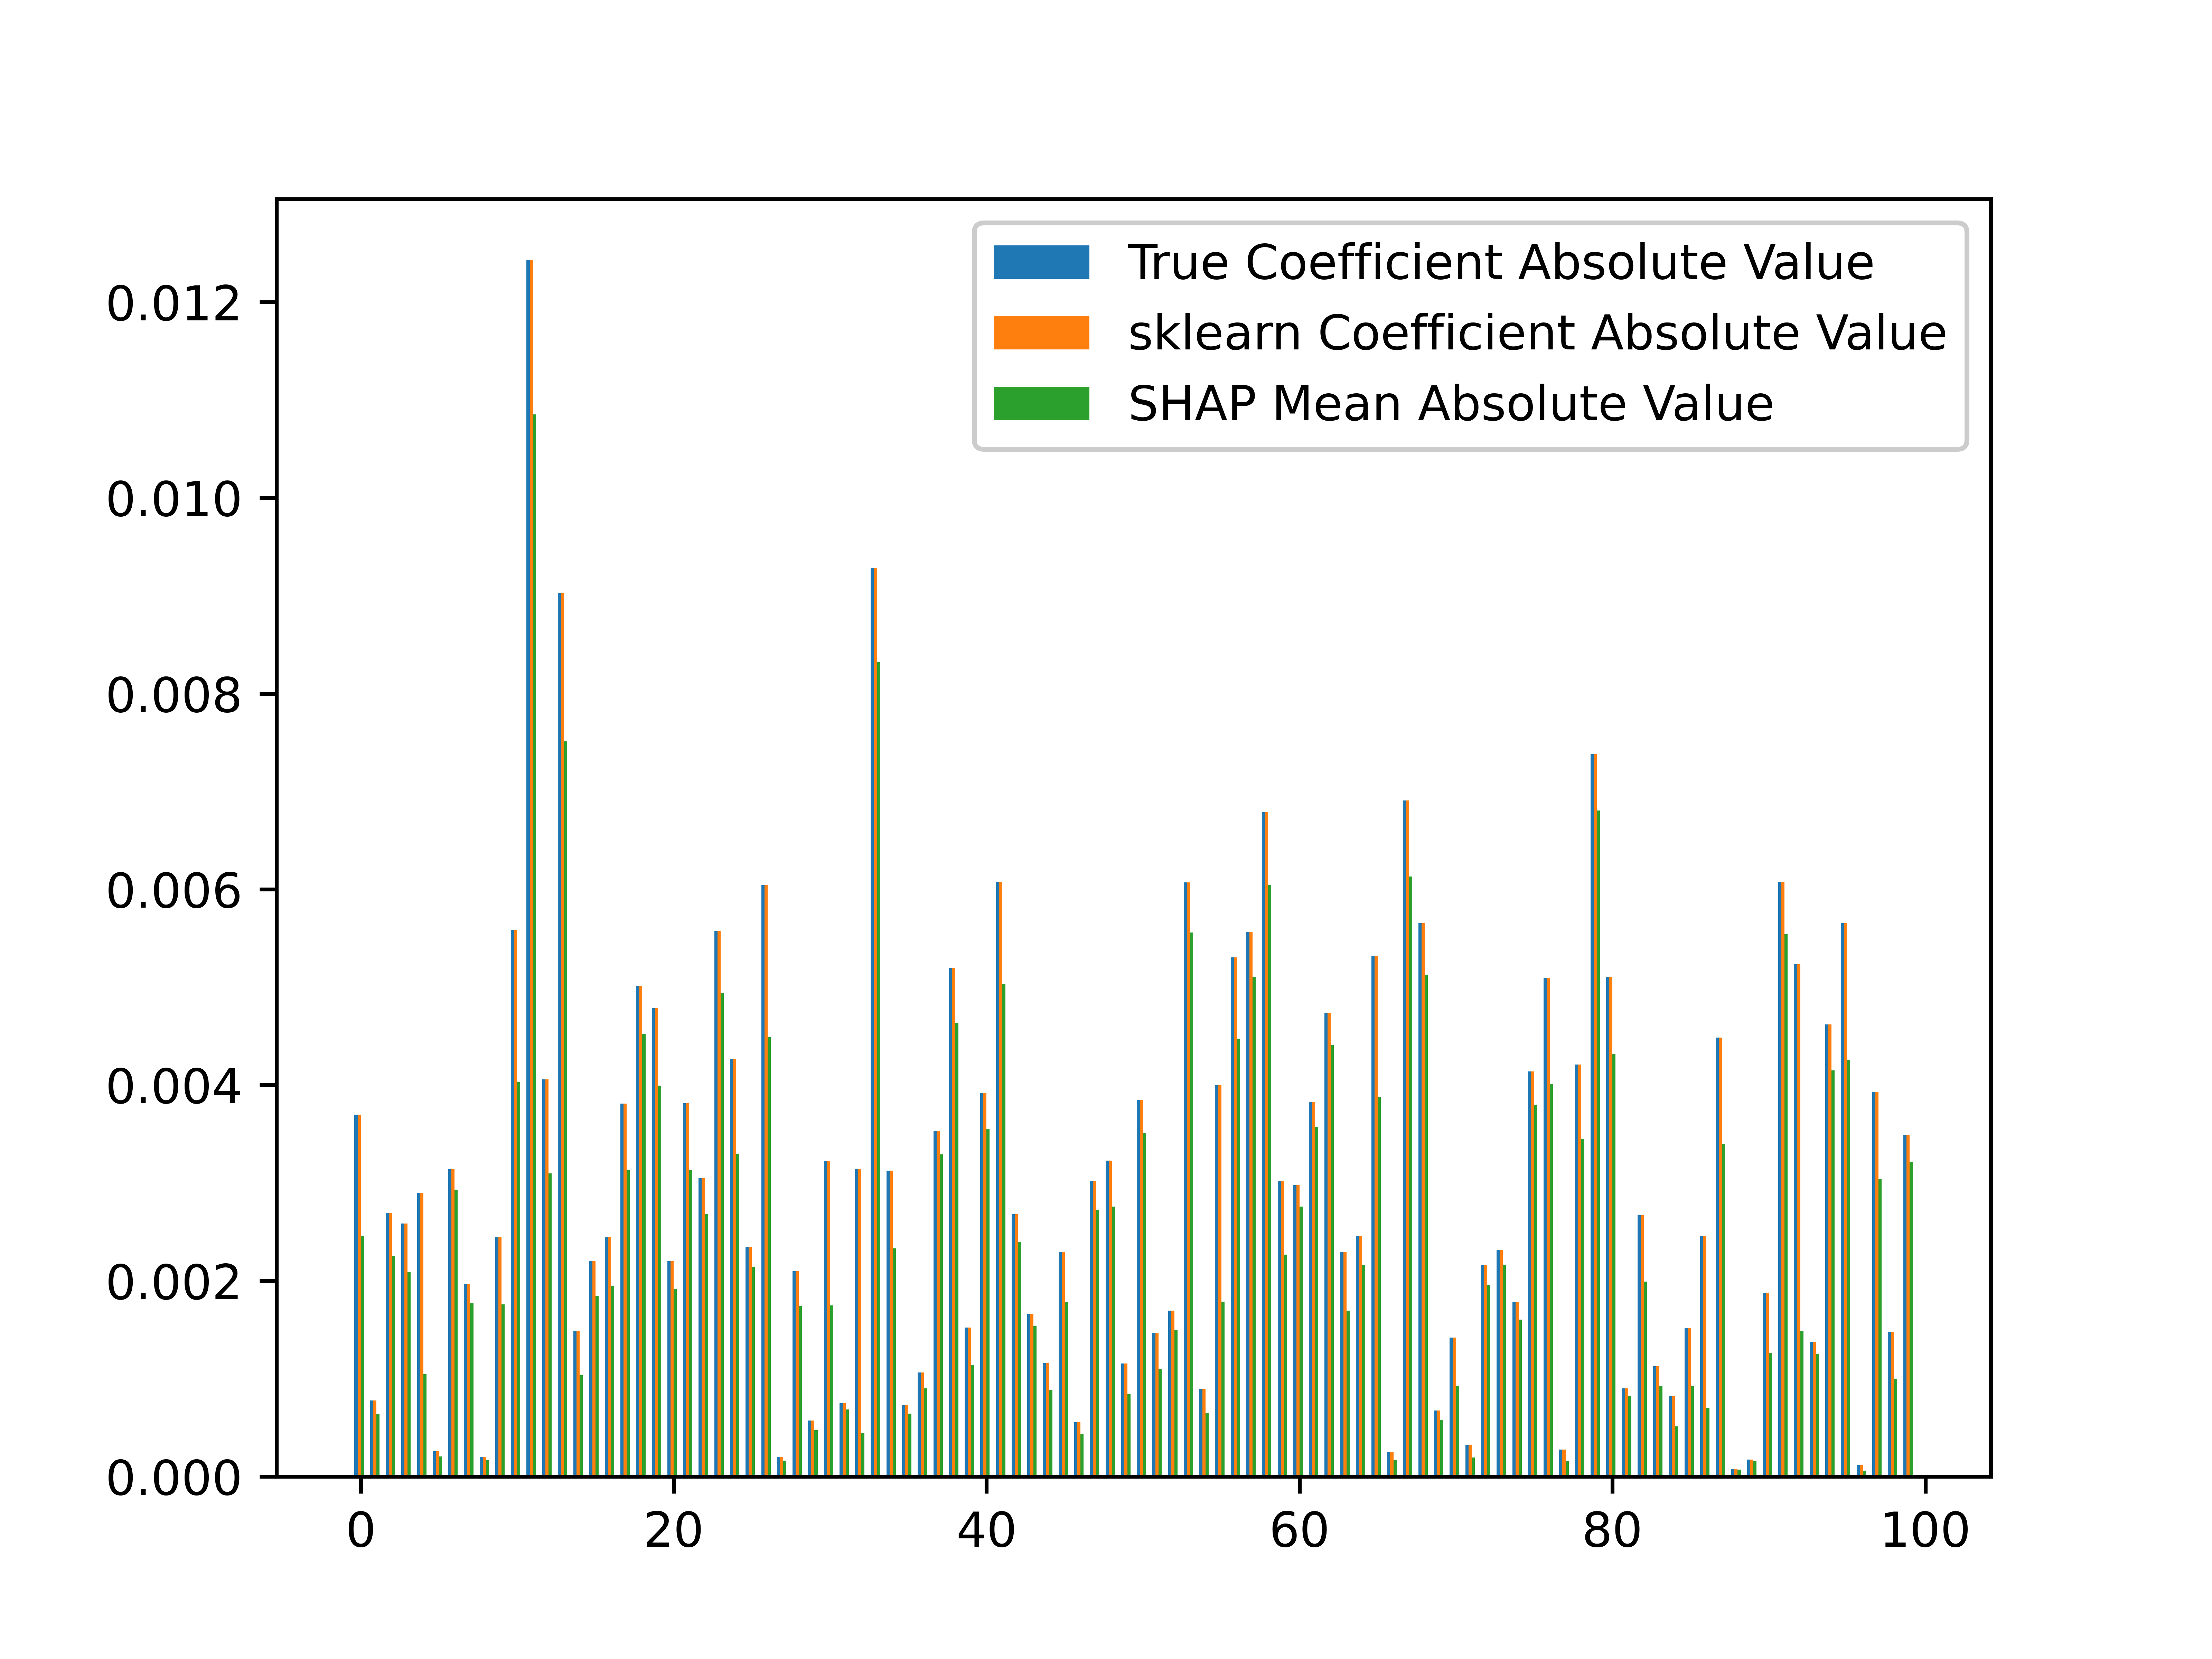 True Coefficient Absolute Value
sklearn Coefficient Absolute Value
SHAP Mean Absolute Value
0.012
0.010
0.008
0.006
0.004
0.002
0.000
0 20 40 60 80 100